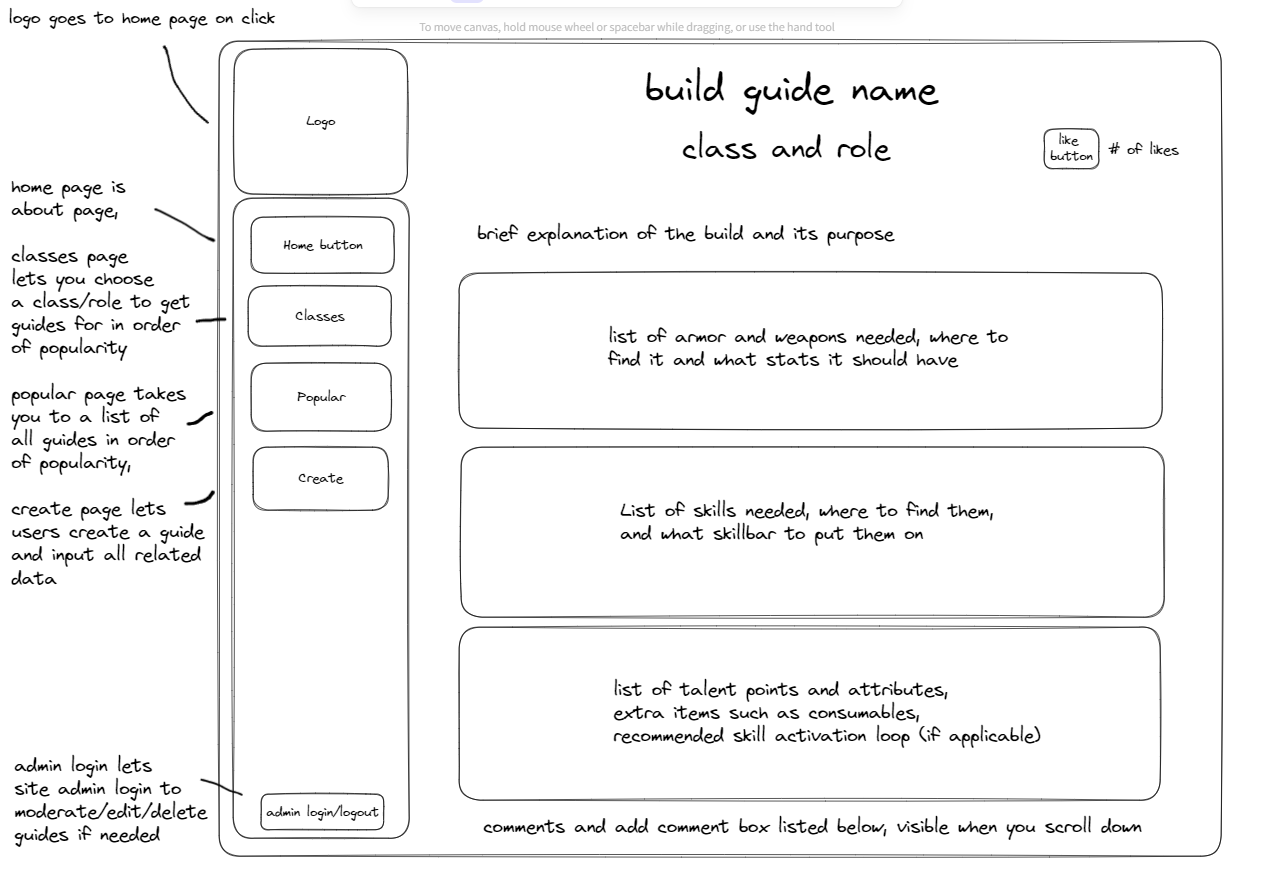 logo goes to home page on click
To move canvas, hold mouse wheel or spacebar while dragging, or use the hand tool
Logo
build guide name
class and role
like
button
# of likes
home page is
about page,
Home button
brief explanation of the build and its purpose
classes page
lets you choose
a class/role to get
guides for in order
of popularity
Classes
list of armor and weapons needed, where to
find it and what stats it should have
popular page takes
you to a list of
all guides in order
of popularity,
Popular
Create
create page lets
users create a guide
and input all related
data
List of skills needed, where to find them,
and what skillbar to put them on
list of talent points and attributes,
extra items such as consumables,
recommended skill activation loop (if applicable)
admin login lets
site admin login to
moderate/edit/delete
guides if needed
admin login/logout
comments and add comment box listed below, visible when you scroll down